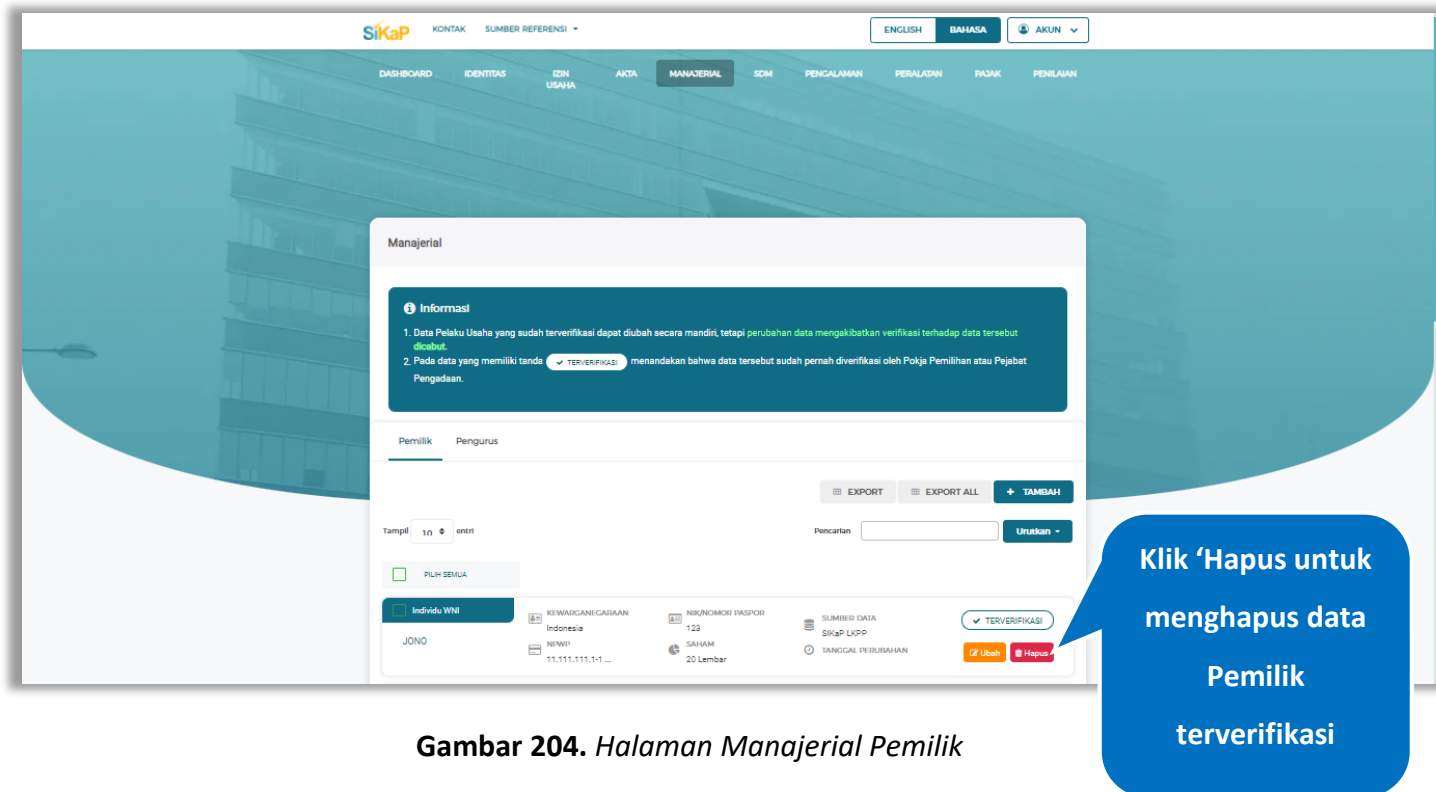 SiKaP KONTAK SUMBER REFERENSI ENGLISH BAHASA AKUN
DASHBOARD IDENTITAS IZIN USAHA AKTA MANAJERIAL SDM PENGALAMAN PERALATAN PAJAK PENILAIAN
Manajerial
Informasi
1. Data Pelaku Usaha yang sudah terverifikasi dapat diubah secara mandiri, tetapi perubahan data mengakibatkan verifikasi terhadap data tersebut
dicabut.
2. Pada data yang memiliki tanda TERVERIFIKASI menandakan bahwa data tersebut sudah pernah diverifikasi oleh Pokja Pemilihan atau Pejabat
Pengadaan.
Pemilik Pengurus
EXPORT EXPORT ALL + TAMBAH
Tampil 10 entri Pencarian Urutkan
PILIH SEMUA
Individu WNI
JONO
KEWARGANEGARAAN
Indonesia
NPWP
11.111.111.1-1 ...
NIK/NOMOR PASPOR
123
SAHAM
20 Lembar
SUMBER DATA
SIKaP LKPP
TANGGAL PERUBAHAN
TERVERIFIKASI
Ubah Hapus
Klik ‘Hapus untuk
menghapus data
Pemilik
terverifikasi
Gambar 204. Halaman Manajerial Pemilik